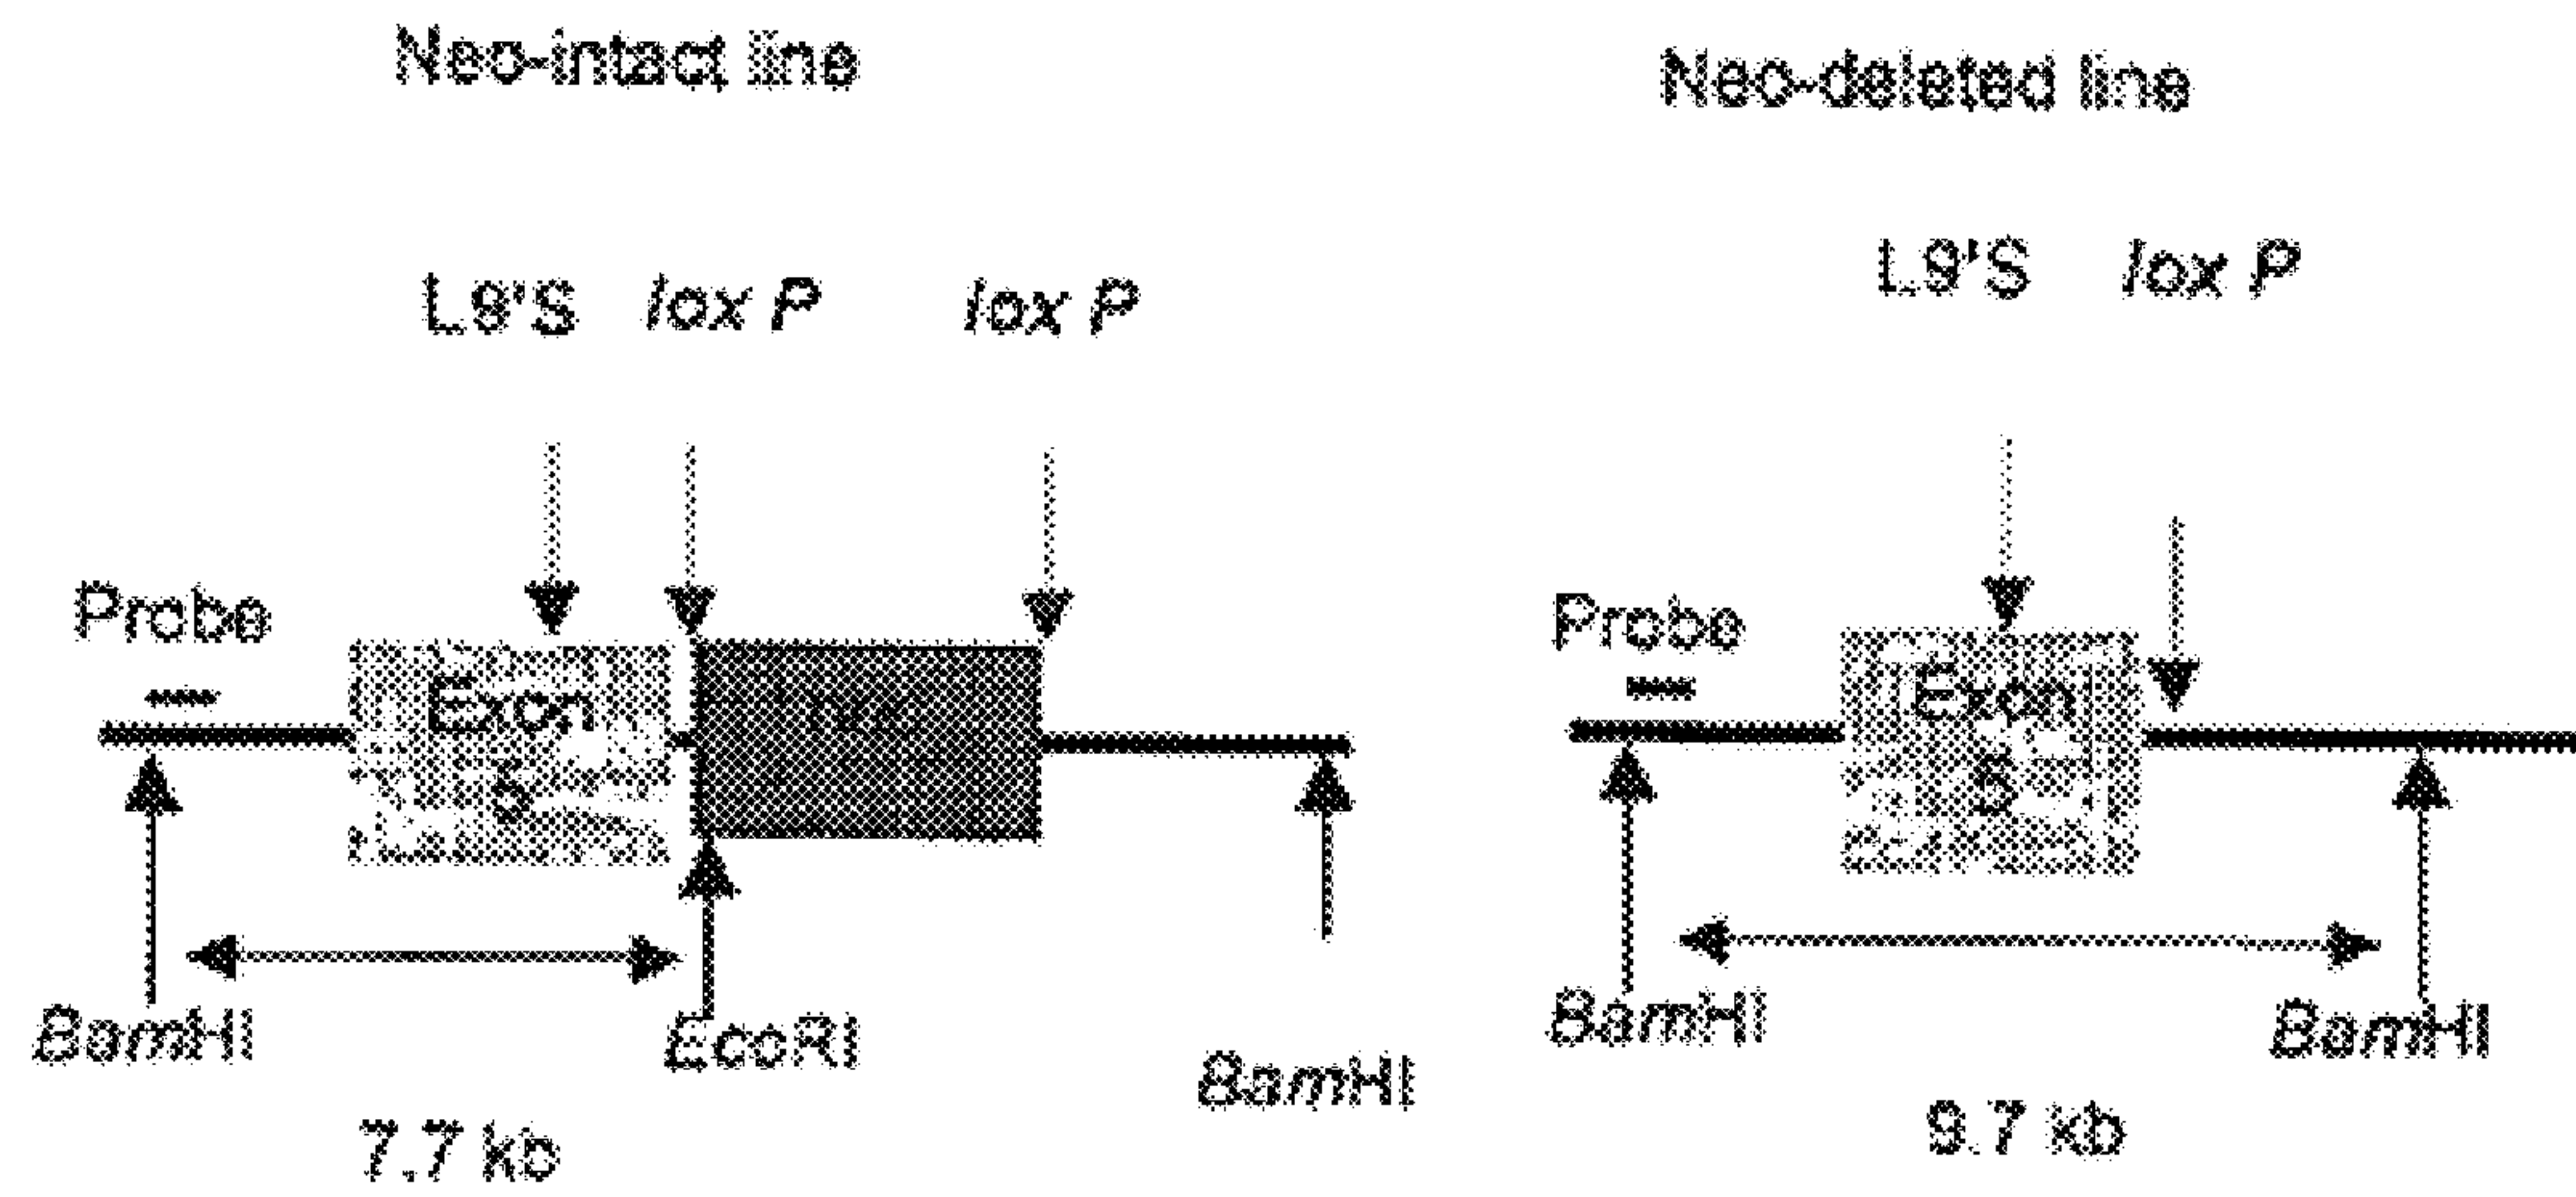 Neo-intact line
L9'S lox P lox P
Probe
Exon
5
BamHI EcoRI BamHI
7.7 kb
Neo-deleted line
L9'S lox P
Probe
Exon
5
BamHI BamHI
9.7 kb